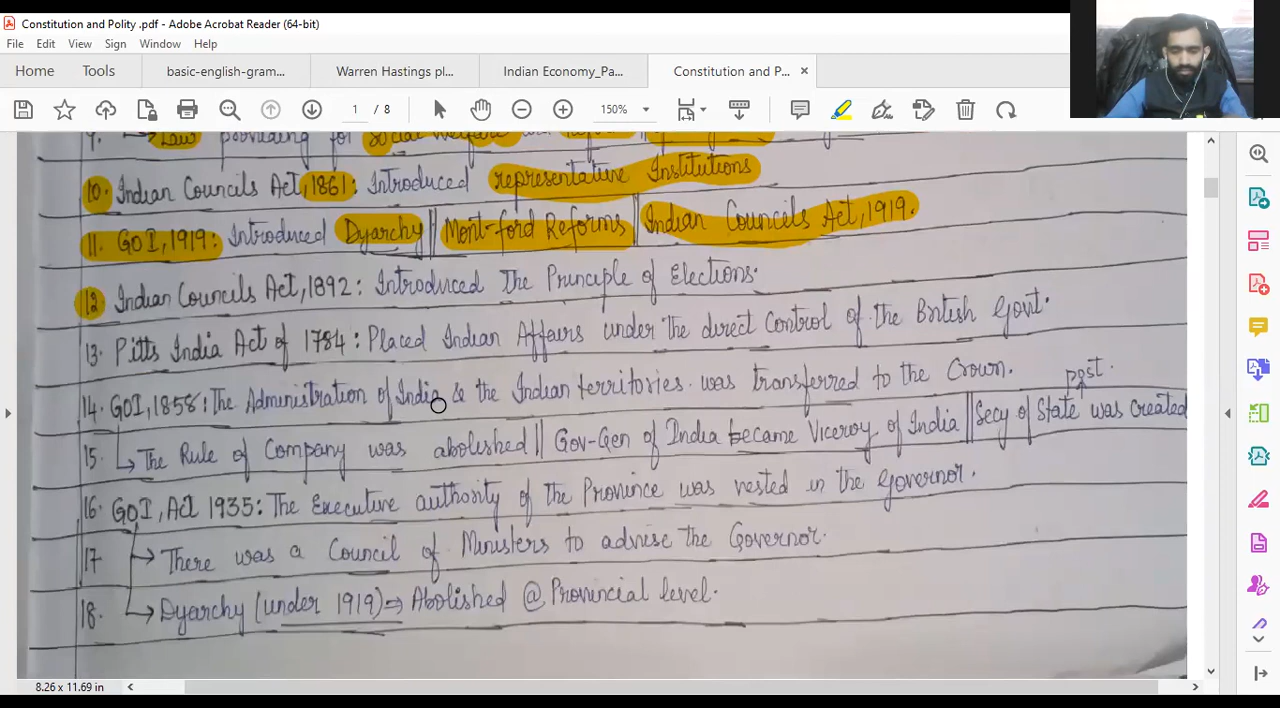 Constitution and Polity .pdf - Adobe Acrobat Reader (64-bit)
File Edit View Sign Window Help
Home Tools basic-english-gram... Warren Hastings pl... Indian Economy_Pa... Constitution and P... ×
1 / 8 150%
9. Law providing for Social Welfare
10. Indian Councils Act, 1861: Introduced representative Institutions
11. GOI, 1919: Introduced Dyarchy || Mont-ford Reforms || Indian Councils Act, 1919.
12. Indian Councils Act, 1892: Introduced the Principle of Elections.
13. Pitts India Act of 1784: Placed Indian Affairs under the direct Control of the British Govt.
14. GOI, 1858: The Administration of India & the Indian territories was transferred to the Crown.
post.
15. ↳ The Rule of Company was abolished || Gov-Gen of India became Viceroy of India || Secy of State was created
16. GOI, Act 1935: The Executive authority of the Province was vested in the Governor.
17 → There was a Council of Ministers to advise the Governor.
18. → Dyarchy (under 1919) ⇒ Abolished @ Provincial level.
8.26 x 11.69 in